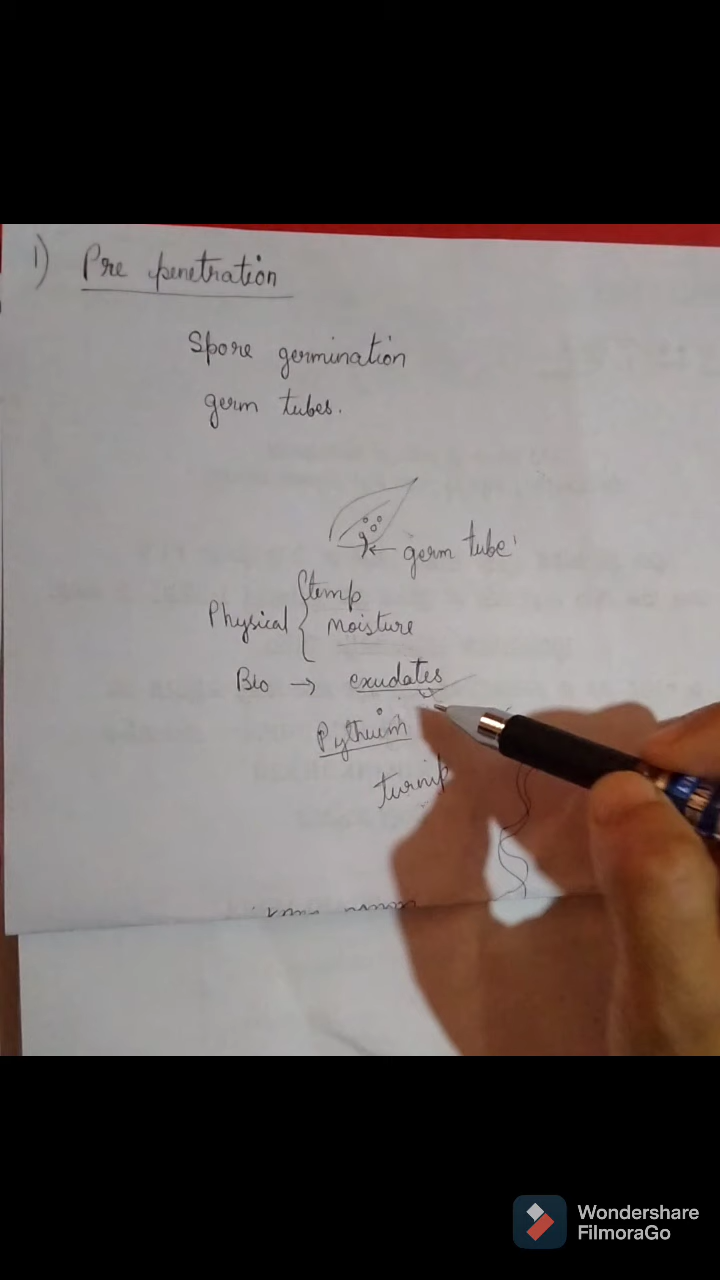 1) Pre penetration
Spore germination
germ tubes.
germ tube
Physical { temp
moisture
Bio → exudates
Pythium
turnip
Wondershare
FilmoraGo